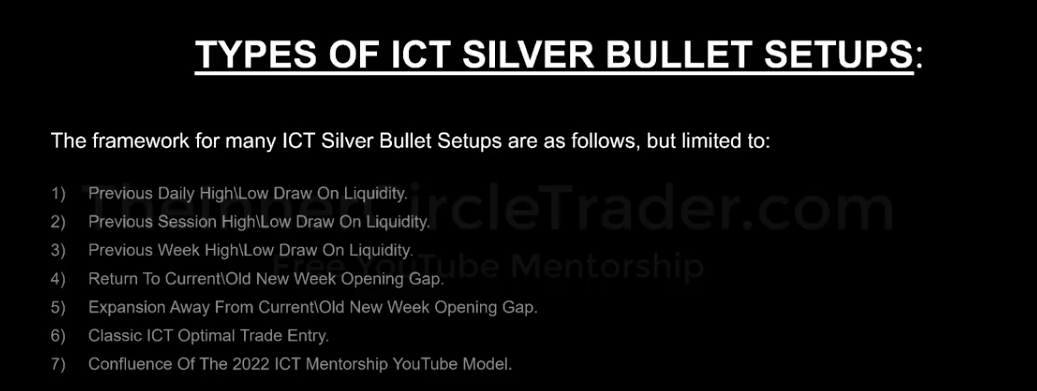 TYPES OF ICT SILVER BULLET SETUPS:
The framework for many ICT Silver Bullet Setups are as follows, but limited to:
1) Previous Daily High\Low Draw On Liquidity.
2) Previous Session High\Low Draw On Liquidity.
3) Previous Week High\Low Draw On Liquidity.
4) Return To Current\Old New Week Opening Gap.
5) Expansion Away From Current\Old New Week Opening Gap.
6) Classic ICT Optimal Trade Entry.
7) Confluence Of The 2022 ICT Mentorship YouTube Model.
TheInnerCircleTrader.com
Free YouTube Mentorship